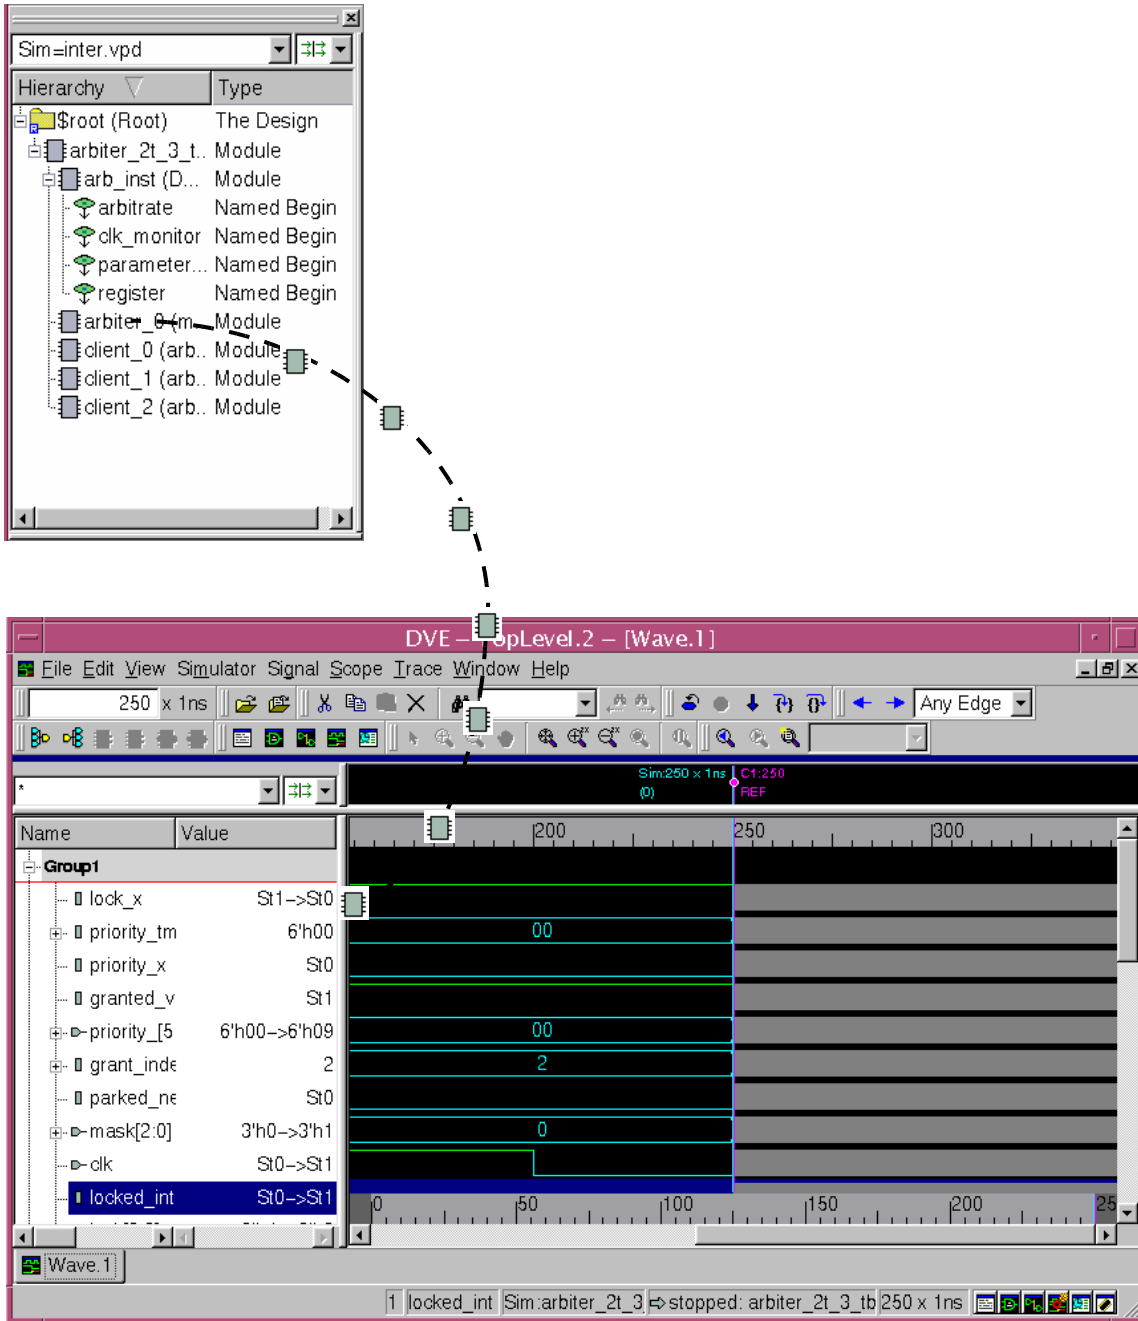 Sim=inter.vpd
Hierarchy Type
$root (Root) The Design
arbiter_2t_3_t.. Module
arb_inst (D... Module
arbitrate Named Begin
clk_monitor Named Begin
parameter... Named Begin
register Named Begin
arbiter_0 (m... Module
client_0 (arb.. Module
client_1 (arb.. Module
client_2 (arb.. Module
DVE – opLevel.2 – [Wave.1]
File Edit View Simulator Signal Scope Trace Window Help
250 x 1ns Any Edge
Sim:250 x 1ns C1:250
(0) REF
*
Name Value 200 250 300
Group1
lock_x St1->St0
priority_tm 6'h00 00
priority_x St0
granted_v St1
priority_[5 6'h00->6'h09 00
grant_inde 2 2
parked_ne St0
mask[2:0] 3'h0->3'h1 0
clk St0->St1
locked_int St0->St1
0 50 100 150 200 25
Wave.1
1 locked_int Sim:arbiter_2t_3 stopped: arbiter_2t_3_tb 250 x 1ns